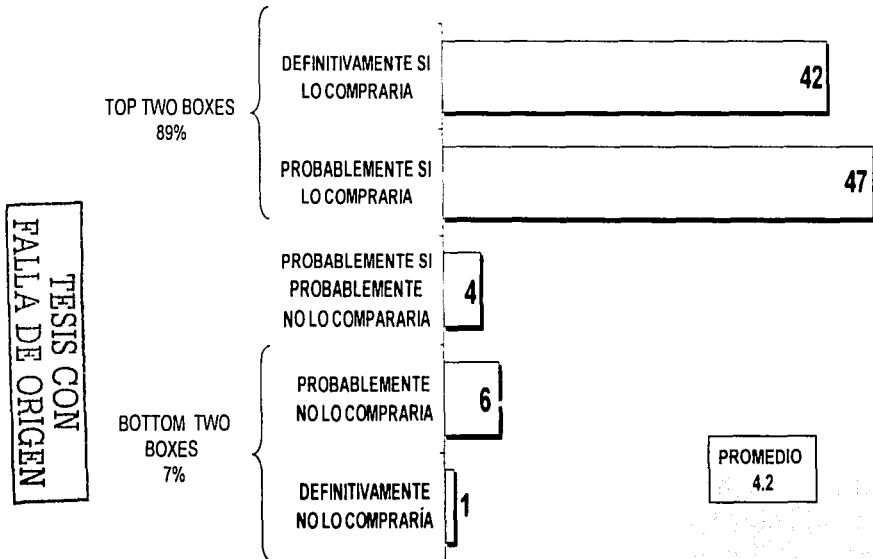 DEFINITIVAMENTE SI
LO COMPRARIA
42
TOP TWO BOXES
89%
PROBABLEMENTE SI
LO COMPRARIA
47
PROBABLEMENTE SI
PROBABLEMENTE
NO LO COMPARARIA
4
PROBABLEMENTE
NO LO COMPRARIA
6
BOTTOM TWO
BOXES
7%
DEFINITIVAMENTE
NO LO COMPRARÍA
1
PROMEDIO
4.2
TESIS CON
FALLA DE ORIGEN